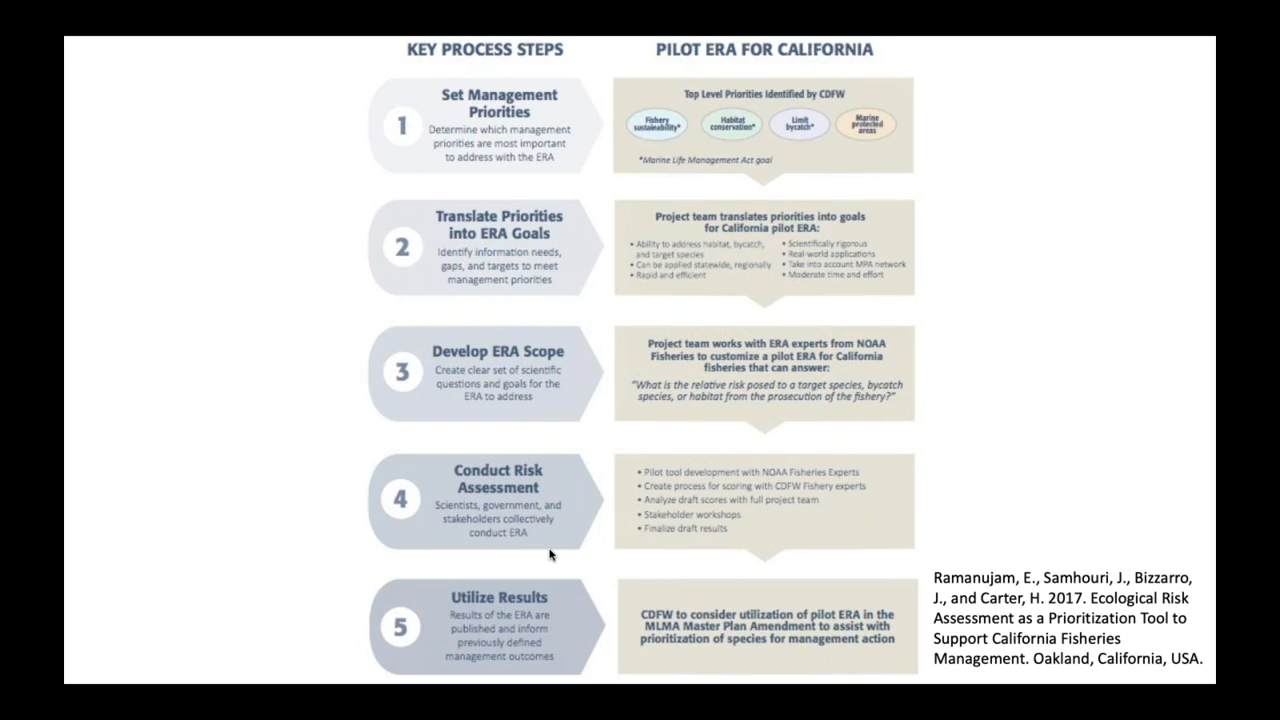 KEY PROCESS STEPS
PILOT ERA FOR CALIFORNIA
1
Set Management
Priorities
Determine which management
priorities are most important
to address with the ERA
Top Level Priorities Identified by CDFW
Fishery
sustainability*
Habitat
conservation*
Limit
bycatch*
Marine
protected
areas
*Marine Life Management Act goal
2
Translate Priorities
into ERA Goals
Identify information needs,
gaps, and targets to meet
management priorities
Project team translates priorities into goals
for California pilot ERA:
• Ability to address habitat, bycatch,
and target species
• Can be applied statewide, regionally
• Rapid and efficient
• Scientifically rigorous
• Real-world applications
• Take into account MPA network
• Moderate time and effort
3
Develop ERA Scope
Create clear set of scientific
questions and goals for the
ERA to address
Project team works with ERA experts from NOAA
Fisheries to customize a pilot ERA for California
fisheries that can answer:
"What is the relative risk posed to a target species, bycatch
species, or habitat from the prosecution of the fishery?"
4
Conduct Risk
Assessment
Scientists, government, and
stakeholders collectively
conduct ERA
• Pilot tool development with NOAA Fisheries Experts
• Create process for scoring with CDFW Fishery experts
• Analyze draft scores with full project team
• Stakeholder workshops
• Finalize draft results
5
Utilize Results
Results of the ERA are
published and inform
previously defined
management outcomes
CDFW to consider utilization of pilot ERA in the
MLMA Master Plan Amendment to assist with
prioritization of species for management action
Ramanujam, E., Samhouri, J., Bizzarro,
J., and Carter, H. 2017. Ecological Risk
Assessment as a Prioritization Tool to
Support California Fisheries
Management. Oakland, California, USA.